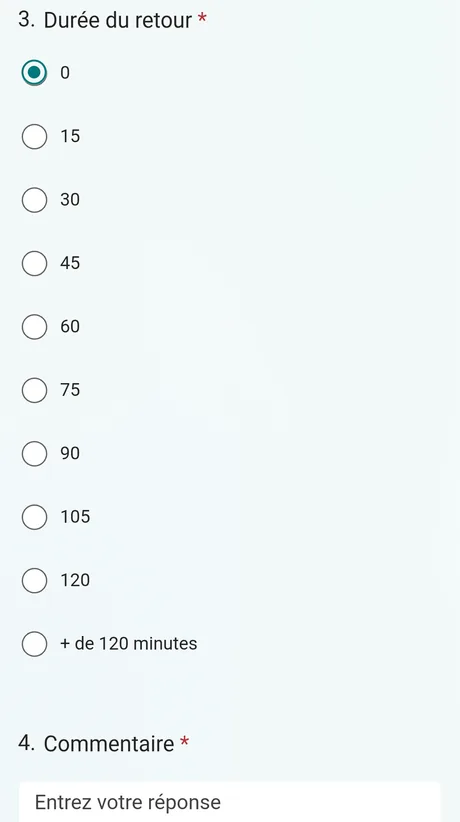 3. Durée du retour *
0
15
30
45
60
75
90
105
120
+ de 120 minutes
4. Commentaire *
Entrez votre réponse